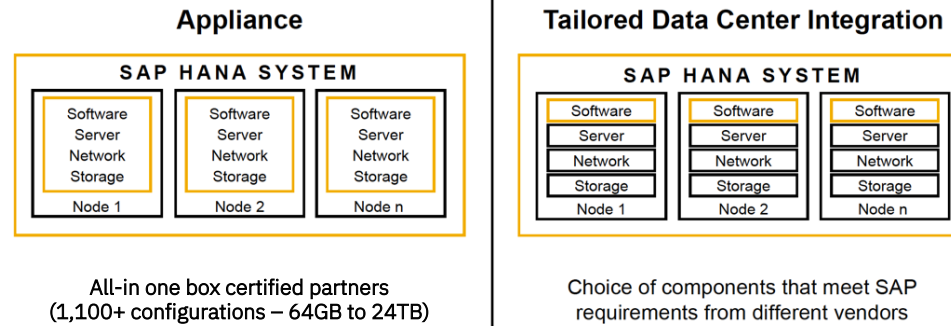 Appliance
SAP HANA SYSTEM
Software
Server
Network
Storage
Node 1
Software
Server
Network
Storage
Node 2
Software
Server
Network
Storage
Node n
All-in one box certified partners
(1,100+ configurations – 64GB to 24TB)
Tailored Data Center Integration
SAP HANA SYSTEM
Software
Server
Network
Storage
Node 1
Software
Server
Network
Storage
Node 2
Software
Server
Network
Storage
Node n
Choice of components that meet SAP
requirements from different vendors